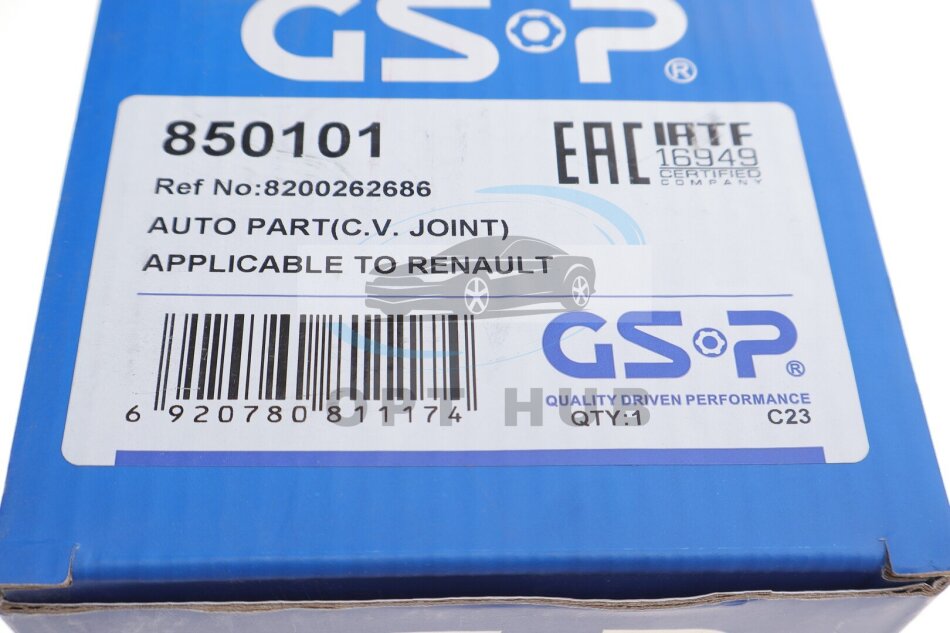 GSP®
850101
EAC IATF
16949
CERTIFIED
COMPANY
Ref No:8200262686
AUTO PART(C.V. JOINT)
APPLICABLE TO RENAULT
GSP®
6 920780 811174
OPT HUB
QUALITY DRIVEN PERFORMANCE
QTY:1 C23